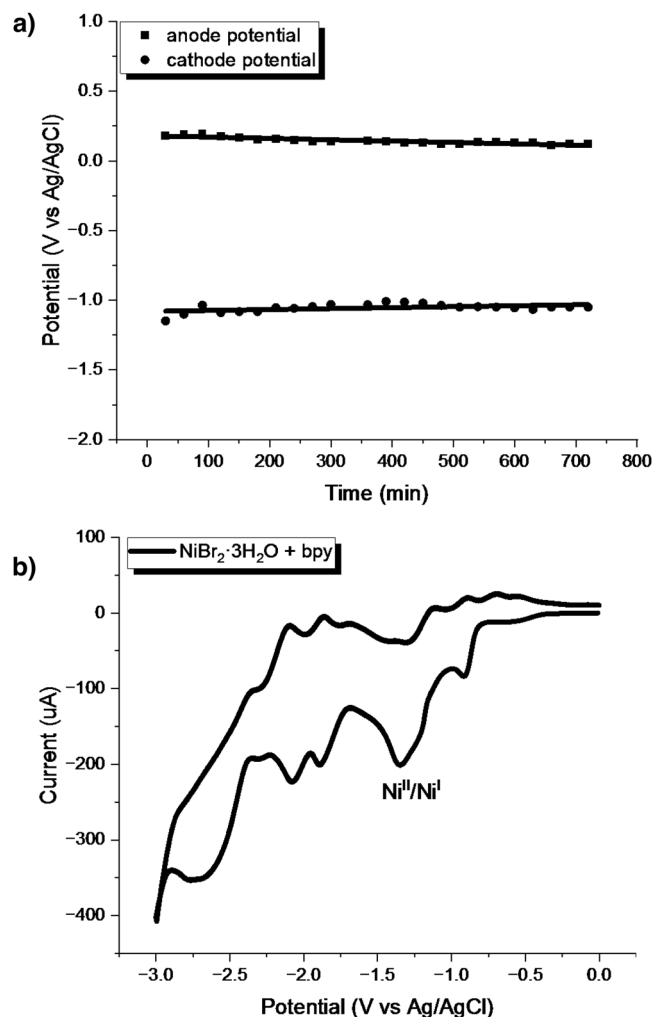 a)
anode potential
cathode potential
1.0
0.5
0.0
−0.5
−1.0
−1.5
−2.0
Potential (V vs Ag/AgCl)
0 100 200 300 400 500 600 700 800
Time (min)
b)
NiBr₂·3H₂O + bpy
100
0
−100
−200
−300
−400
Current (uA)
Niᴵᴵ/Niᴵ
−3.0 −2.5 −2.0 −1.5 −1.0 −0.5 0.0
Potential (V vs Ag/AgCl)